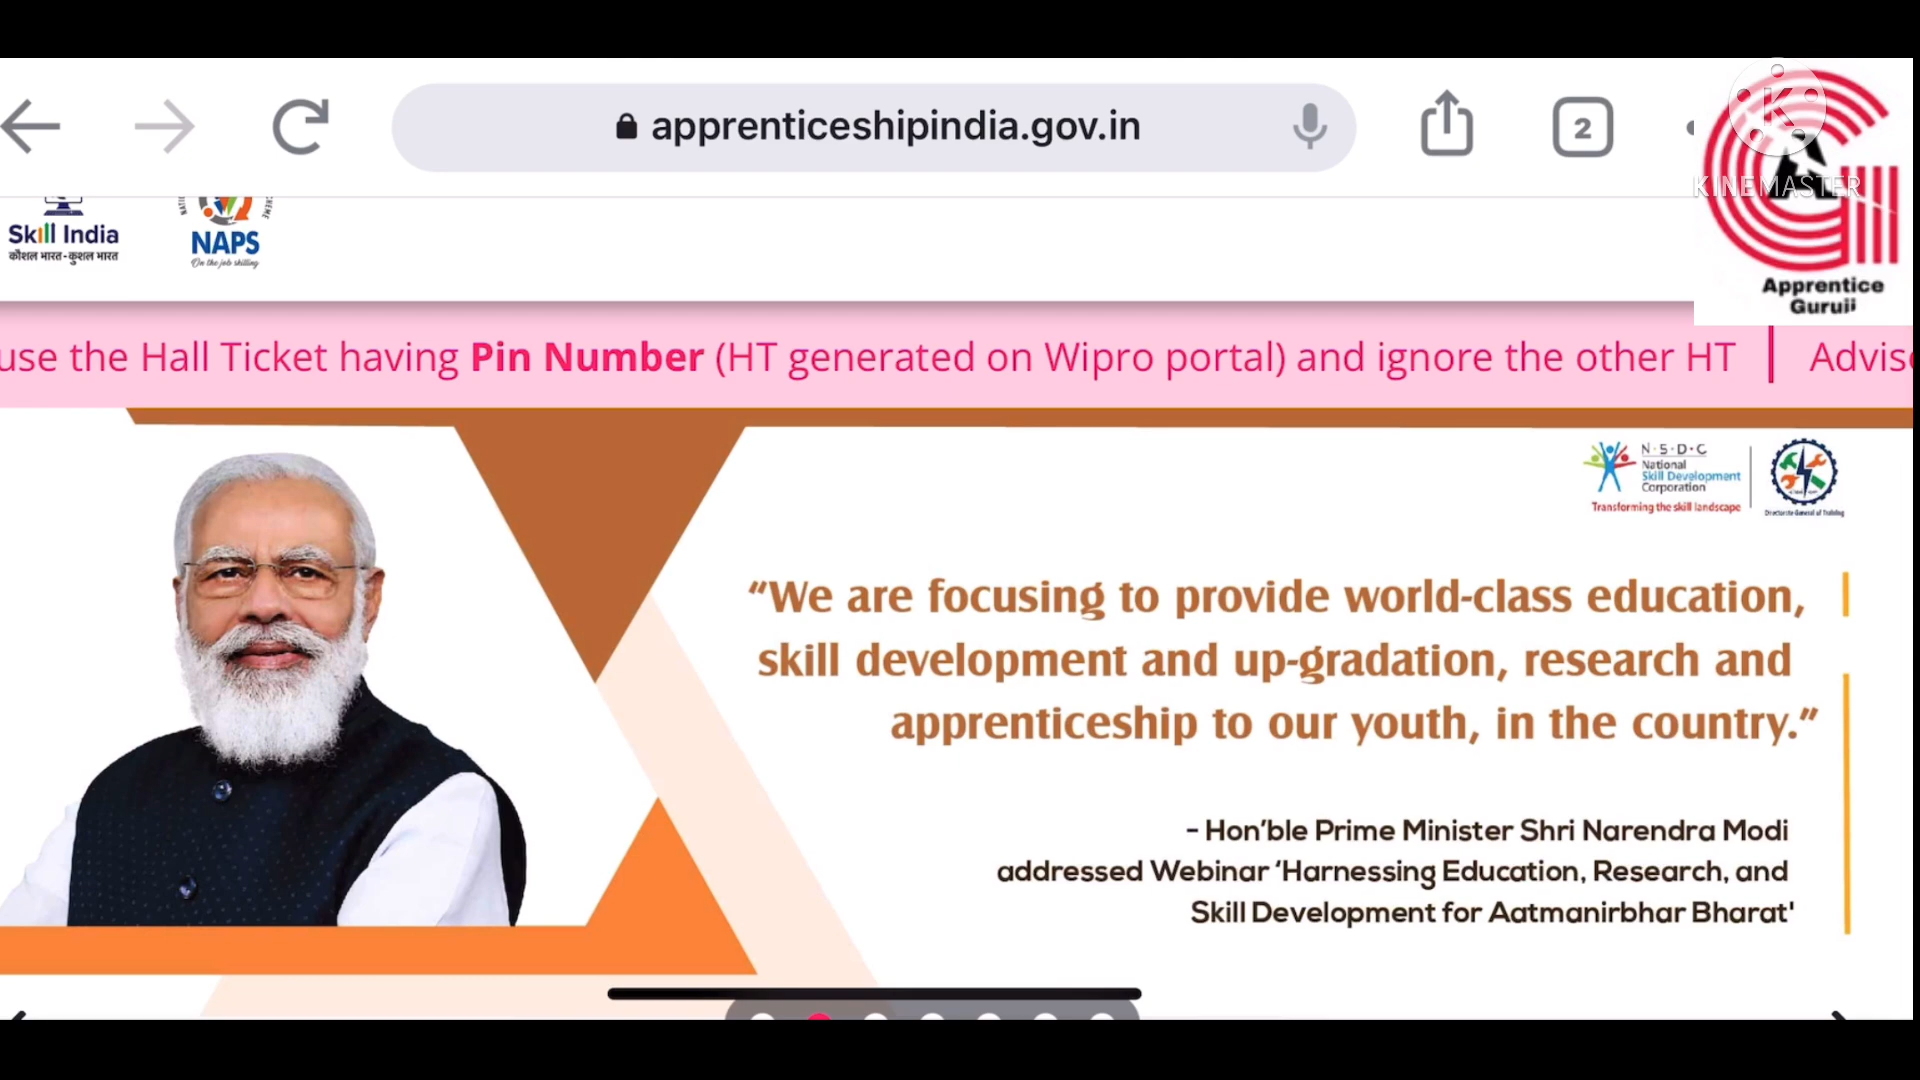 apprenticeshipindia.gov.in
2
KINEMASTER
Skill India
कौशल भारत-कुशल भारत
NAPS
On the job skilling
Apprentice
Guruji
use the Hall Ticket having Pin Number (HT generated on Wipro portal) and ignore the other HT | Advis
N·S·D·C
National
Skill Development
Corporation
Transforming the skill landscape
Directorate General of Training
“We are focusing to provide world-class education,
skill development and up-gradation, research and
apprenticeship to our youth, in the country.”
- Hon’ble Prime Minister Shri Narendra Modi
addressed Webinar ‘Harnessing Education, Research, and
Skill Development for Aatmanirbhar Bharat'